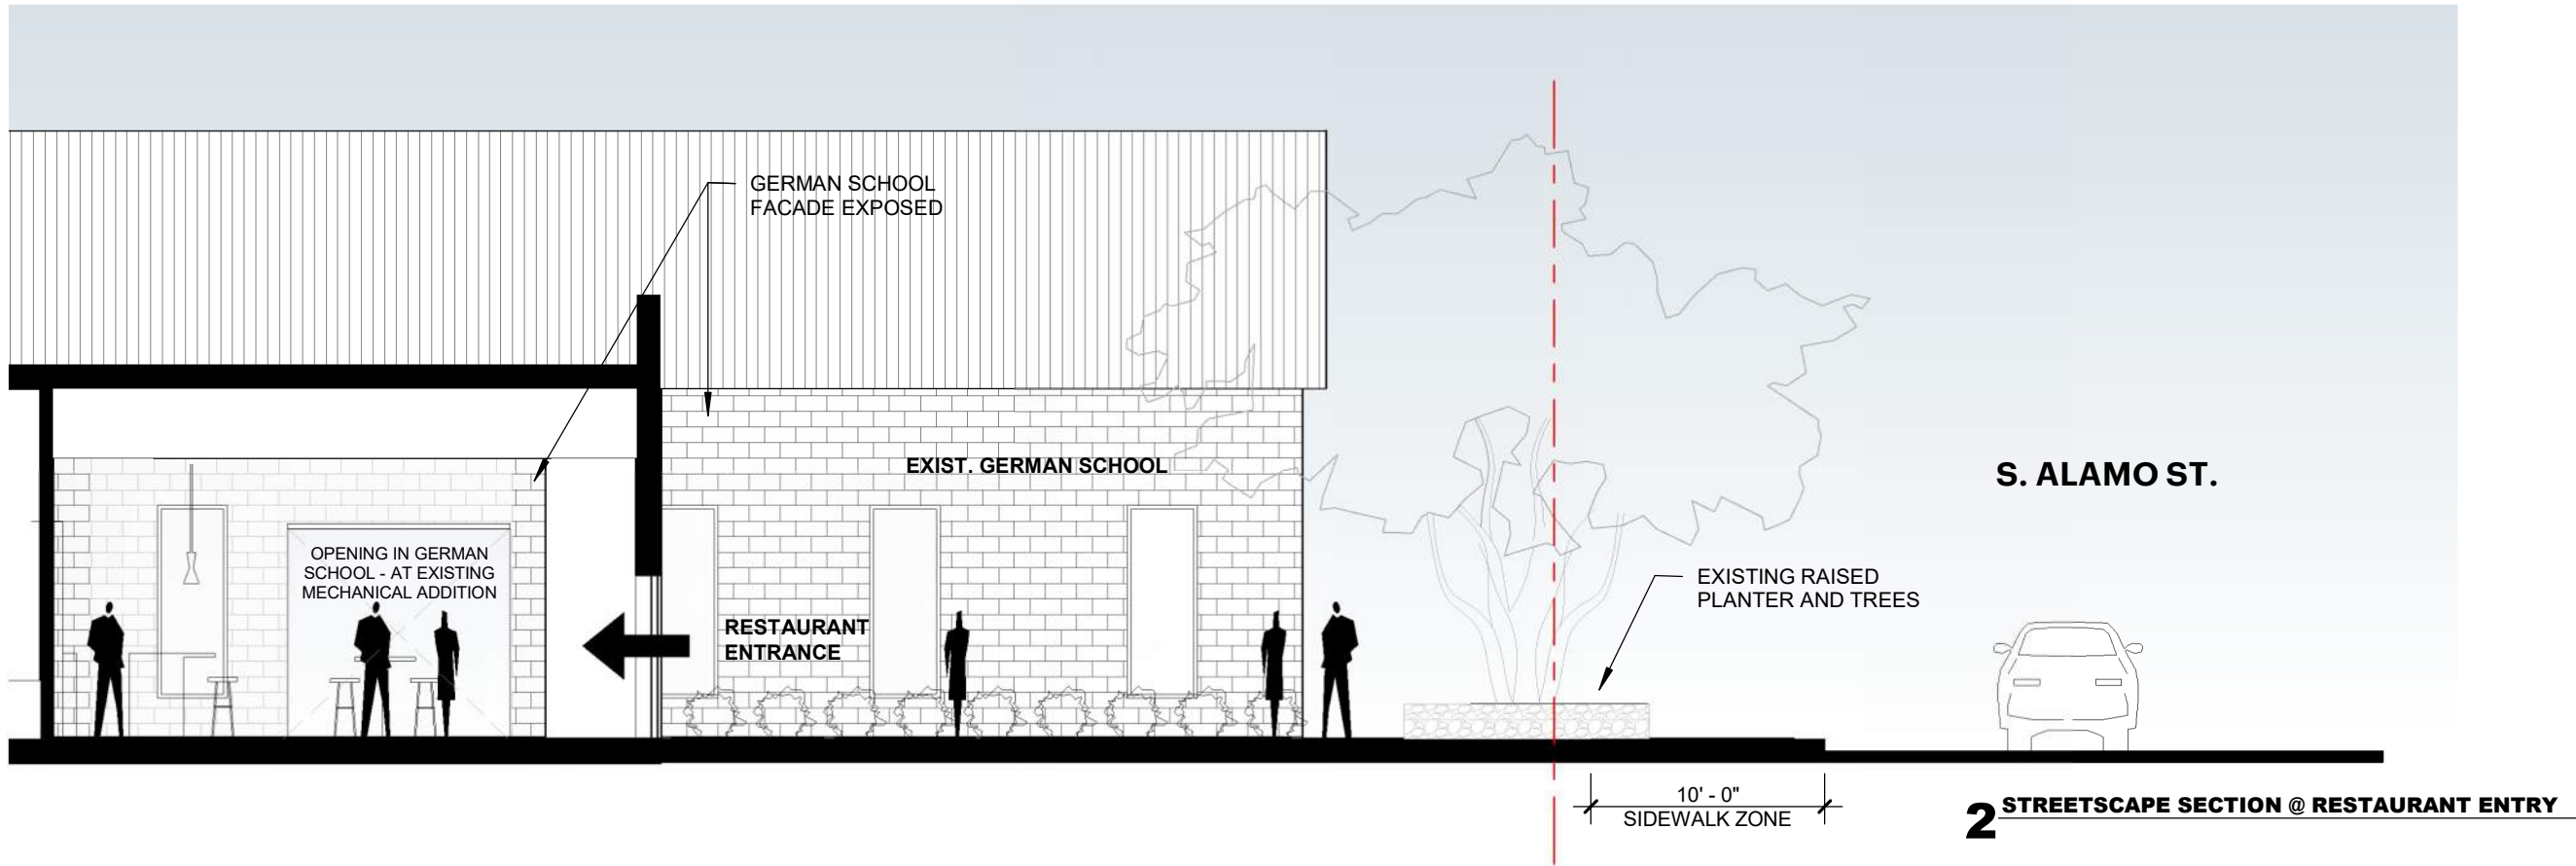 GERMAN SCHOOL
FACADE EXPOSED
EXIST. GERMAN SCHOOL
S. ALAMO ST.
OPENING IN GERMAN
SCHOOL - AT EXISTING
MECHANICAL ADDITION
EXISTING RAISED
PLANTER AND TREES
RESTAURANT
ENTRANCE
10' - 0"
SIDEWALK ZONE
2 STREETSCAPE SECTION @ RESTAURANT ENTRY